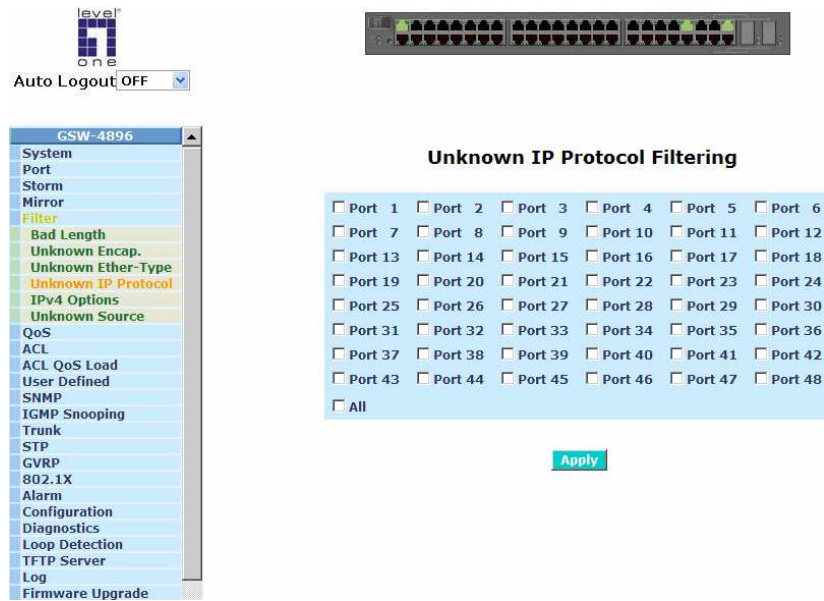 level
one
Auto Logout OFF
GSW-4896
System
Port
Storm
Mirror
Filter
Bad Length
Unknown Encap.
Unknown Ether-Type
Unknown IP Protocol
IPv4 Options
Unknown Source
QoS
ACL
ACL QoS Load
User Defined
SNMP
IGMP Snooping
Trunk
STP
GVRP
802.1X
Alarm
Configuration
Diagnostics
Loop Detection
TFTP Server
Log
Firmware Upgrade
Unknown IP Protocol Filtering
Port 1 Port 2 Port 3 Port 4 Port 5 Port 6
Port 7 Port 8 Port 9 Port 10 Port 11 Port 12
Port 13 Port 14 Port 15 Port 16 Port 17 Port 18
Port 19 Port 20 Port 21 Port 22 Port 23 Port 24
Port 25 Port 26 Port 27 Port 28 Port 29 Port 30
Port 31 Port 32 Port 33 Port 34 Port 35 Port 36
Port 37 Port 38 Port 39 Port 40 Port 41 Port 42
Port 43 Port 44 Port 45 Port 46 Port 47 Port 48
All
Apply